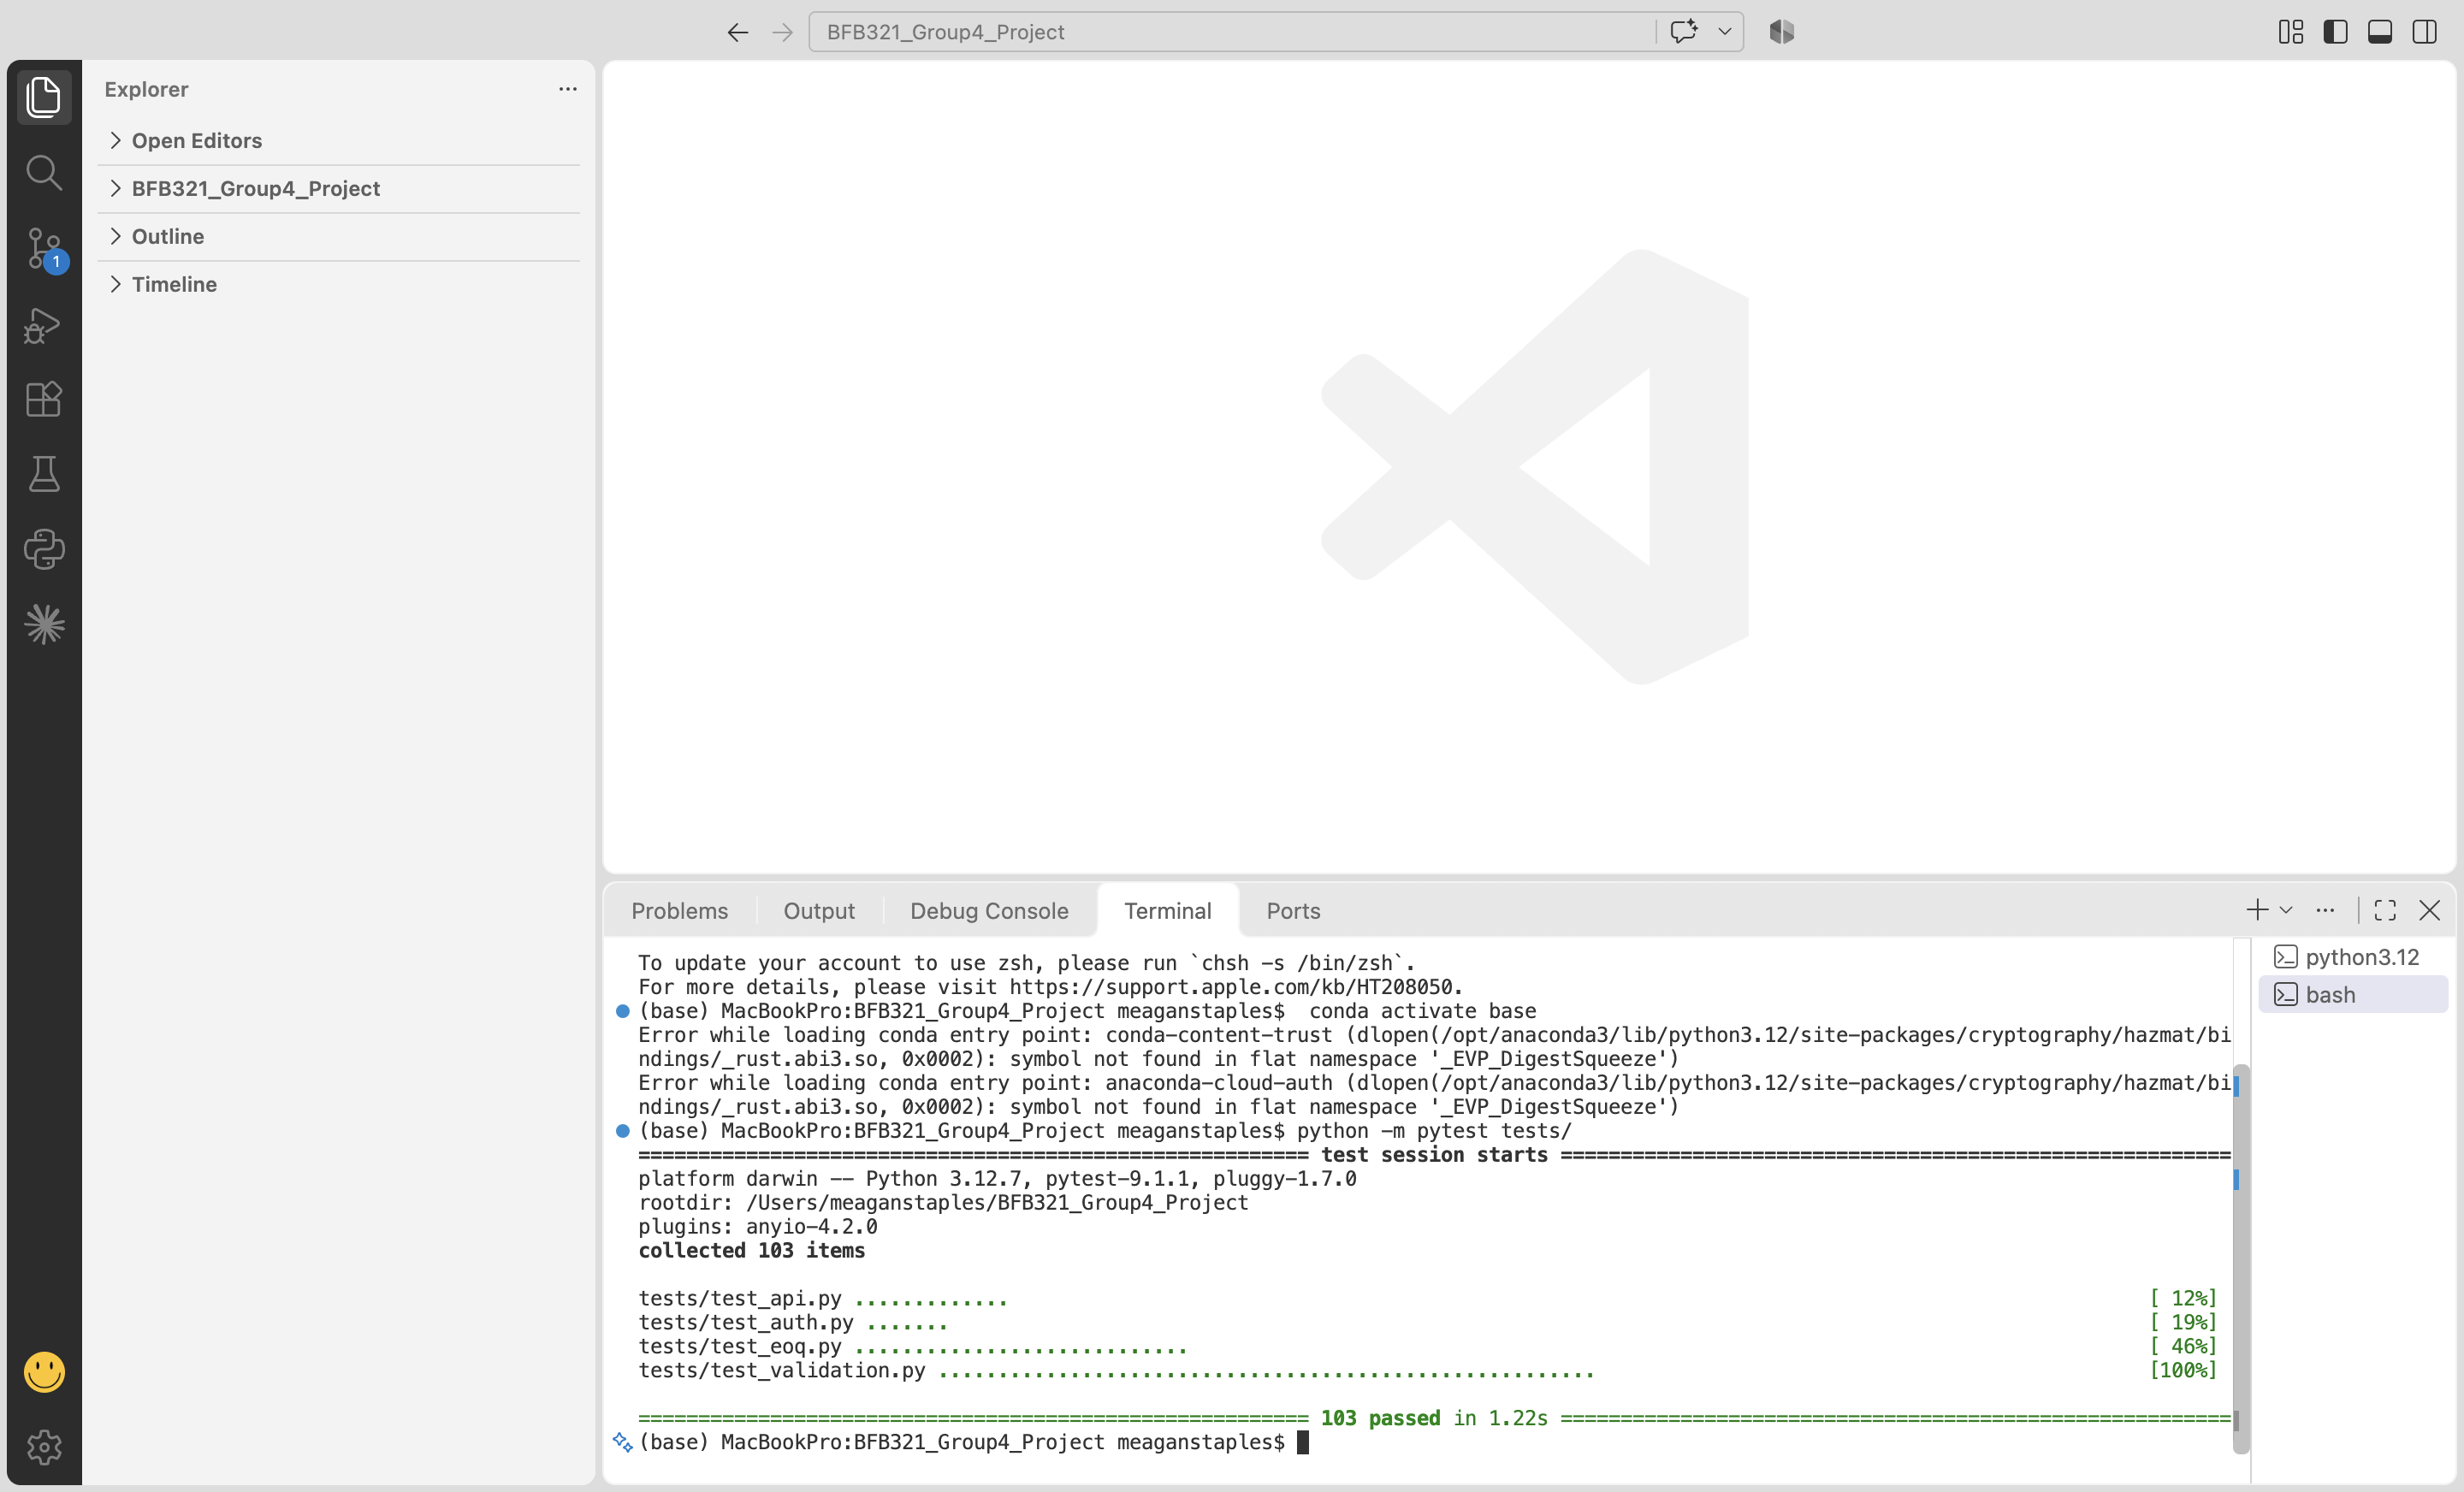 BFB321_Group4_Project
Explorer
Open Editors
BFB321_Group4_Project
Outline
Timeline
1
Problems
Output
Debug Console
Terminal
Ports
To update your account to use zsh, please run `chsh -s /bin/zsh`.
For more details, please visit https://support.apple.com/kb/HT208050.
(base) MacBookPro:BFB321_Group4_Project meaganstaples$  conda activate base
Error while loading conda entry point: conda-content-trust (dlopen(/opt/anaconda3/lib/python3.12/site-packages/cryptography/hazmat/bi
ndings/_rust.abi3.so, 0x0002): symbol not found in flat namespace '_EVP_DigestSqueeze')
Error while loading conda entry point: anaconda-cloud-auth (dlopen(/opt/anaconda3/lib/python3.12/site-packages/cryptography/hazmat/bi
ndings/_rust.abi3.so, 0x0002): symbol not found in flat namespace '_EVP_DigestSqueeze')
(base) MacBookPro:BFB321_Group4_Project meaganstaples$ python -m pytest tests/
======================================================== test session starts ========================================================
platform darwin -- Python 3.12.7, pytest-9.1.1, pluggy-1.7.0
rootdir: /Users/meaganstaples/BFB321_Group4_Project
plugins: anyio-4.2.0
collected 103 items
tests/test_api.py ............. [ 12%]
tests/test_auth.py ....... [ 19%]
tests/test_eoq.py ............................ [ 46%]
tests/test_validation.py ....................................................... [100%]
======================================================== 103 passed in 1.22s ========================================================
(base) MacBookPro:BFB321_Group4_Project meaganstaples$
python3.12
bash